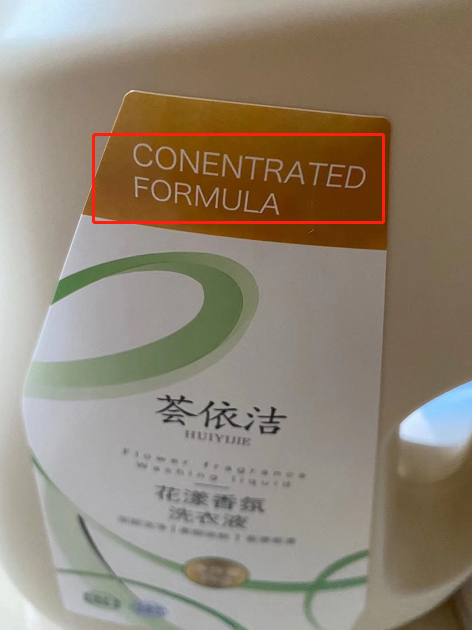 CONENTRATED
FORMULA
荟依洁
HUIYIJIE
Flower fragrance
Washing liquid
花漾香氛
洗衣液